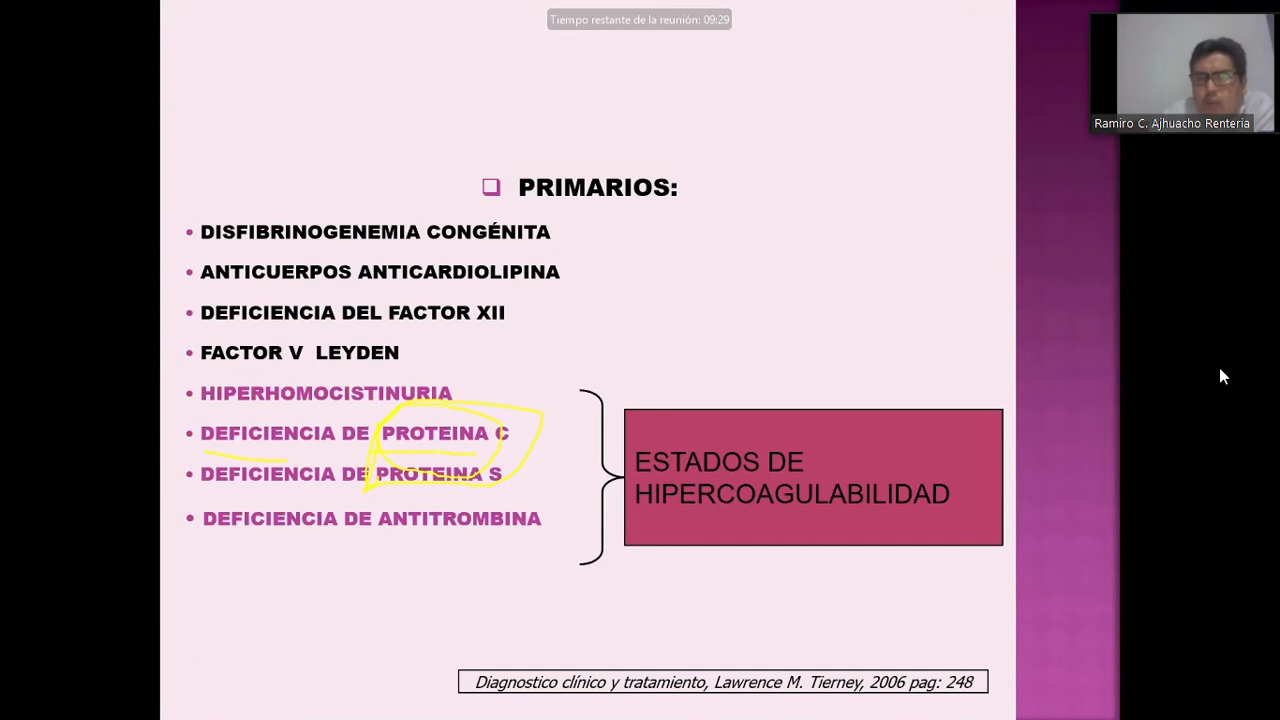 Tiempo restante de la reunión: 09:29
Ramiro C. Ajhuacho Renteria
PRIMARIOS:
• DISFIBRINOGENEMIA CONGÉNITA
• ANTICUERPOS ANTICARDIOLIPINA
• DEFICIENCIA DEL FACTOR XII
• FACTOR V LEYDEN
• HIPERHOMOCISTINURIA
• DEFICIENCIA DE PROTEINA C
• DEFICIENCIA DE PROTEINA S
• DEFICIENCIA DE ANTITROMBINA
ESTADOS DE
HIPERCOAGULABILIDAD
Diagnostico clínico y tratamiento, Lawrence M. Tierney, 2006 pag: 248